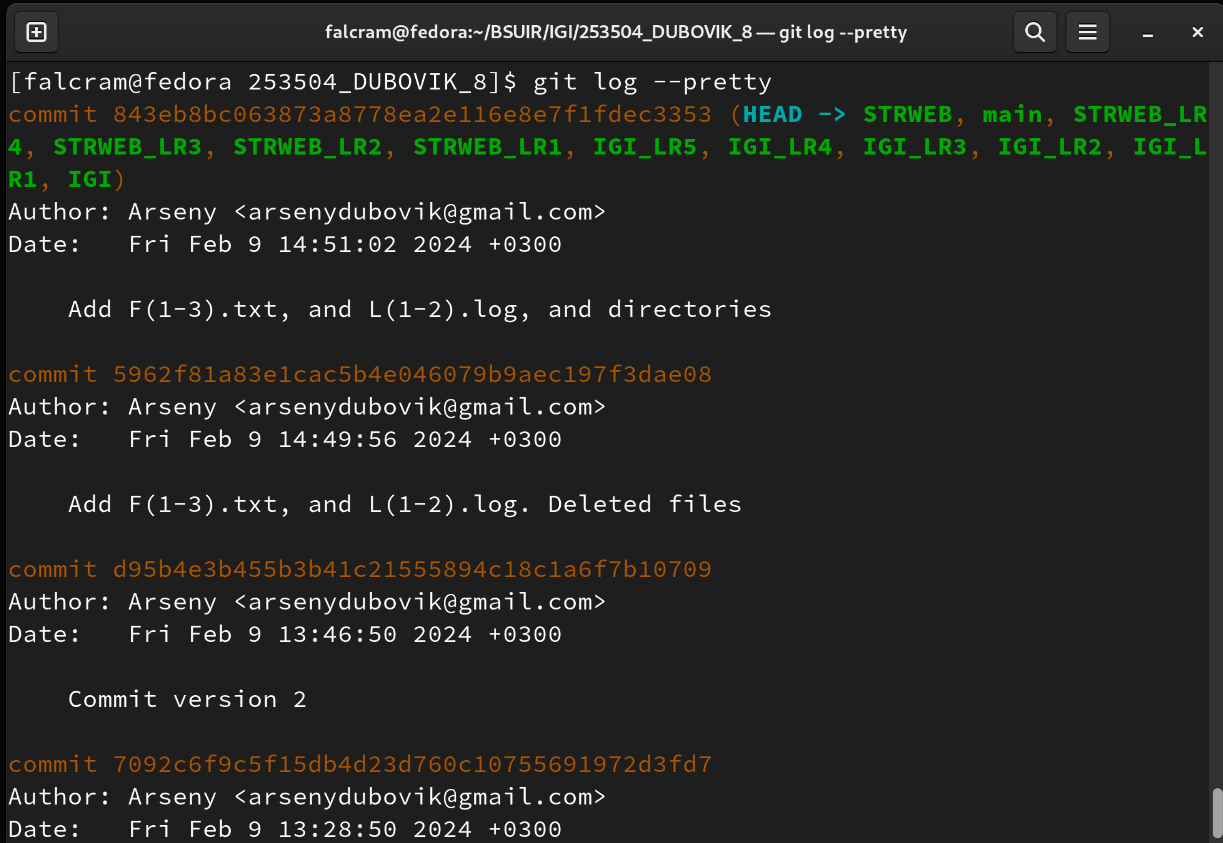 falcram@fedora:~/BSUIR/IGI/253504_DUBOVIK_8 — git log --pretty
[falcram@fedora 253504_DUBOVIK_8]$ git log --pretty
commit 843eb8bc063873a8778ea2e116e8e7f1fdec3353 (HEAD -> STRWEB, main, STRWEB_LR
4, STRWEB_LR3, STRWEB_LR2, STRWEB_LR1, IGI_LR5, IGI_LR4, IGI_LR3, IGI_LR2, IGI_L
R1, IGI)
Author: Arseny <arsenydubovik@gmail.com>
Date:   Fri Feb 9 14:51:02 2024 +0300
    Add F(1-3).txt, and L(1-2).log, and directories
commit 5962f81a83e1cac5b4e046079b9aec197f3dae08
Author: Arseny <arsenydubovik@gmail.com>
Date:   Fri Feb 9 14:49:56 2024 +0300
    Add F(1-3).txt, and L(1-2).log. Deleted files
commit d95b4e3b455b3b41c21555894c18c1a6f7b10709
Author: Arseny <arsenydubovik@gmail.com>
Date:   Fri Feb 9 13:46:50 2024 +0300
    Commit version 2
commit 7092c6f9c5f15db4d23d760c10755691972d3fd7
Author: Arseny <arsenydubovik@gmail.com>
Date:   Fri Feb 9 13:28:50 2024 +0300